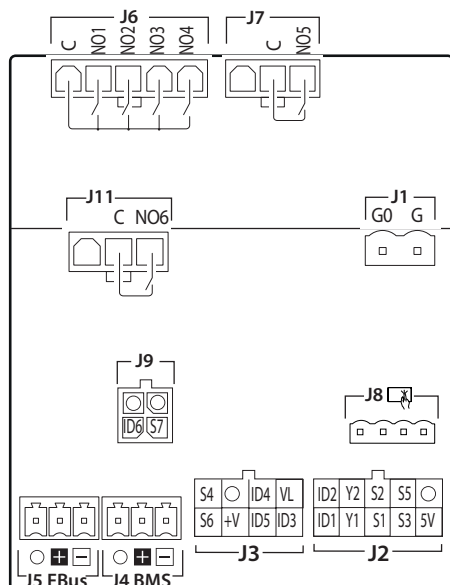 J6 J7
C NO1 NO2 NO3 NO4 C NO5
J11 J1
C NO6 G0 G
J9
J8
ID6 S7
S4 ID4 VL ID2 Y2 S2 S5
S6 +V ID5 ID3 ID1 Y1 S1 S3 5V
+ − + −
J3 J2
J5 FBus J4 BMS